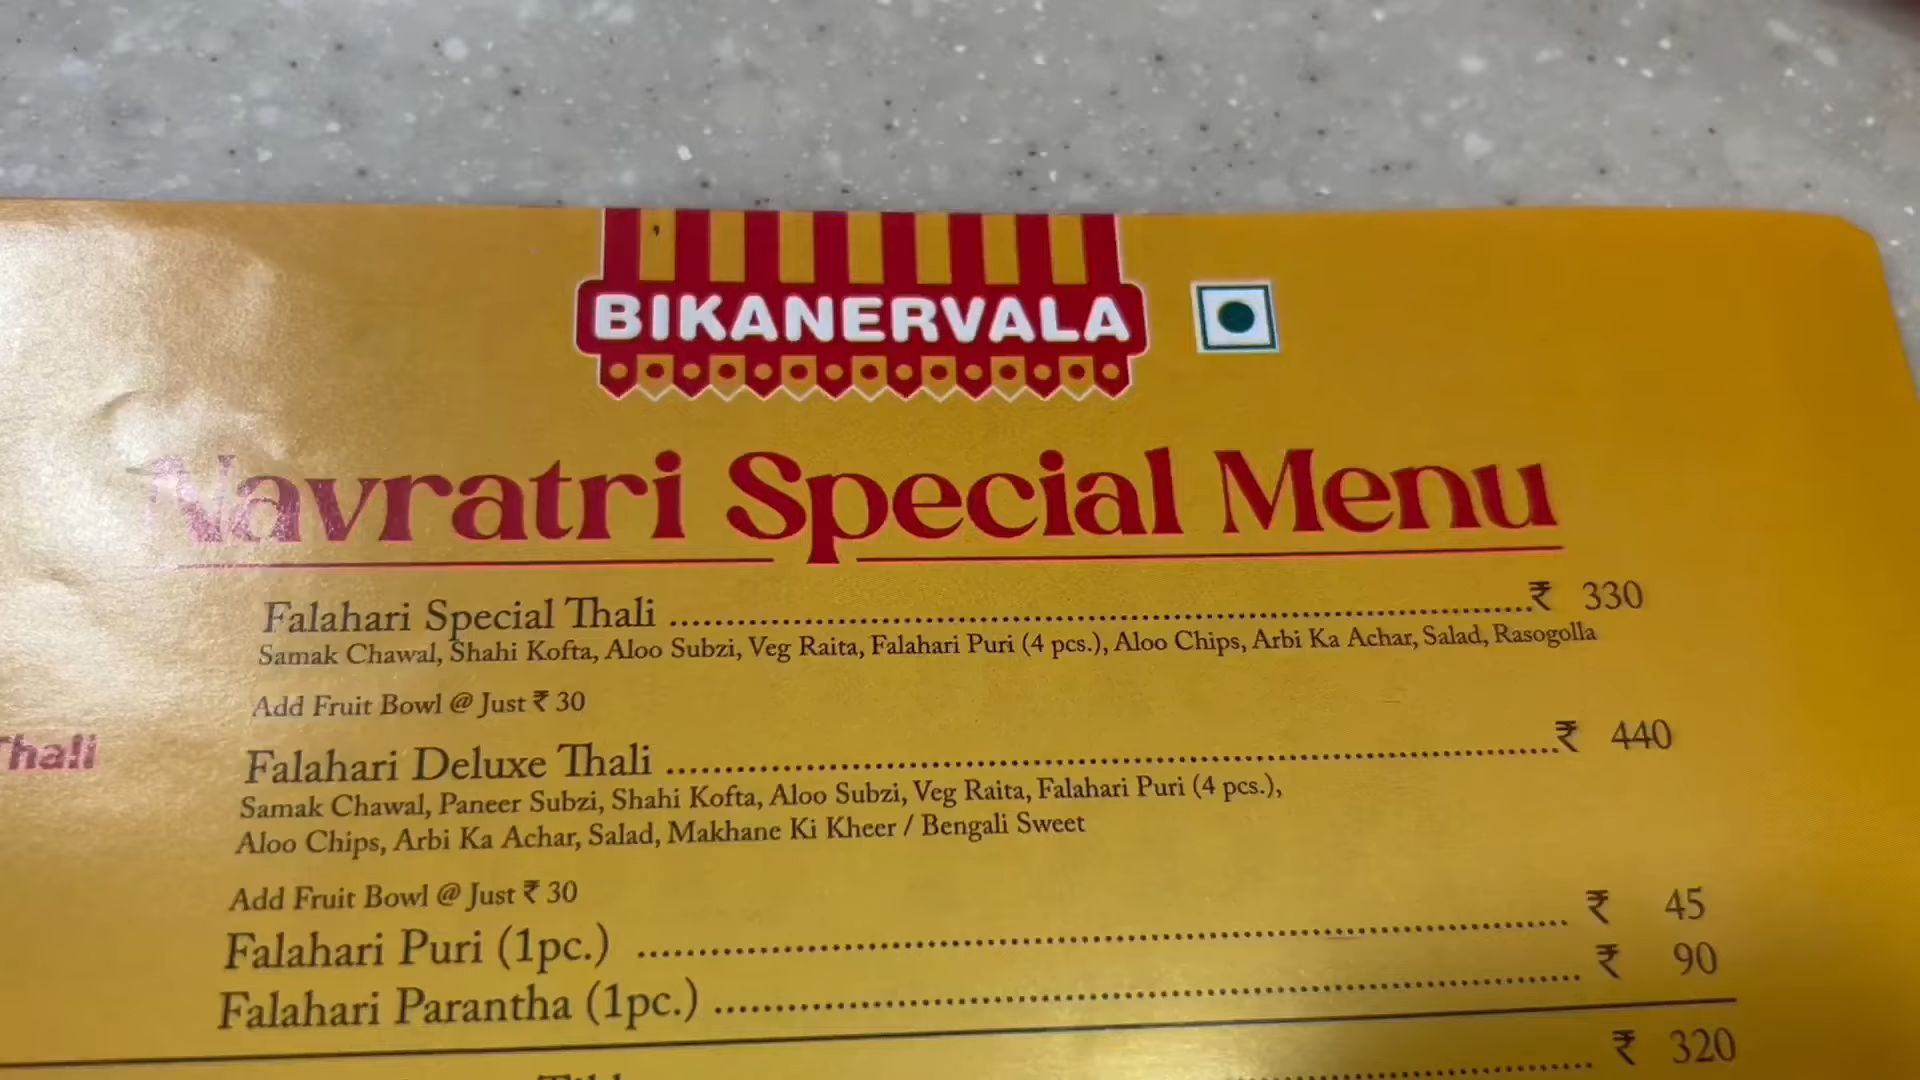 BIKANERVALA
Navratri Special Menu
Falahari Special Thali ₹ 330
Samak Chawal, Shahi Kofta, Aloo Subzi, Veg Raita, Falahari Puri (4 pcs.), Aloo Chips, Arbi Ka Achar, Salad, Rasogolla
Add Fruit Bowl @ Just ₹ 30
Thali
Falahari Deluxe Thali ₹ 440
Samak Chawal, Paneer Subzi, Shahi Kofta, Aloo Subzi, Veg Raita, Falahari Puri (4 pcs.),
Aloo Chips, Arbi Ka Achar, Salad, Makhane Ki Kheer / Bengali Sweet
Add Fruit Bowl @ Just ₹ 30
Falahari Puri (1pc.) ₹ 45
Falahari Parantha (1pc.) ₹ 90
₹ 320